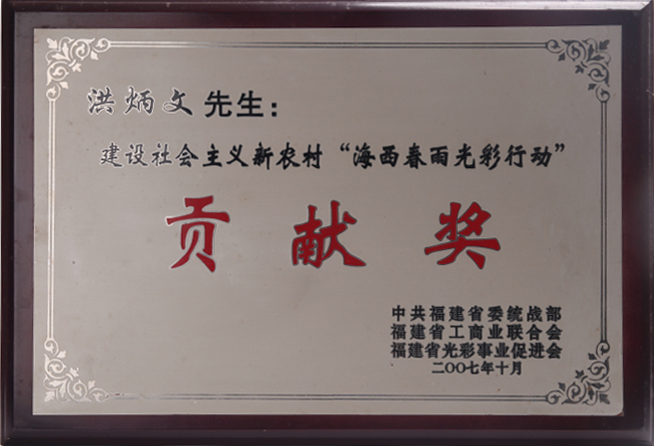 洪炳文先生：
建设社会主义新农村“海西春雨光彩行动”
贡献奖
中共福建省委统战部
福建省工商业联合会
福建省光彩事业促进会
二〇〇七年十月